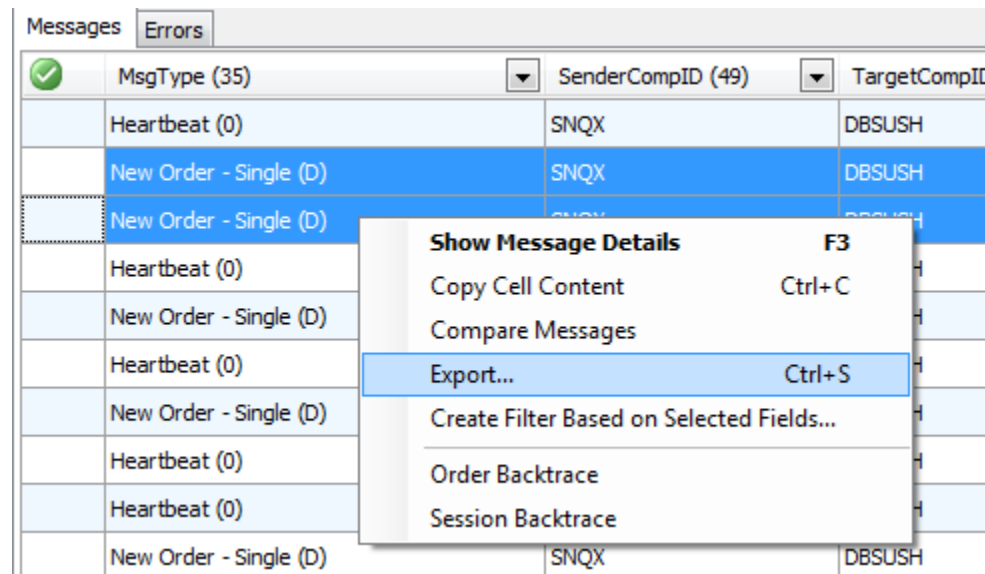 Messages Errors
MsgType (35) SenderCompID (49) TargetCompID
Heartbeat (0) SNQX DBSUSH
New Order - Single (D) SNQX DBSUSH
New Order - Single (D) SNQX DBSUSH
Show Message Details F3
Heartbeat (0) H
Copy Cell Content Ctrl+C
New Order - Single (D) H
Compare Messages
Heartbeat (0) H
Export... Ctrl+S
New Order - Single (D) H
Create Filter Based on Selected Fields...
Heartbeat (0) H
Order Backtrace
Heartbeat (0) H
Session Backtrace
New Order - Single (D) SNQX DBSUSH